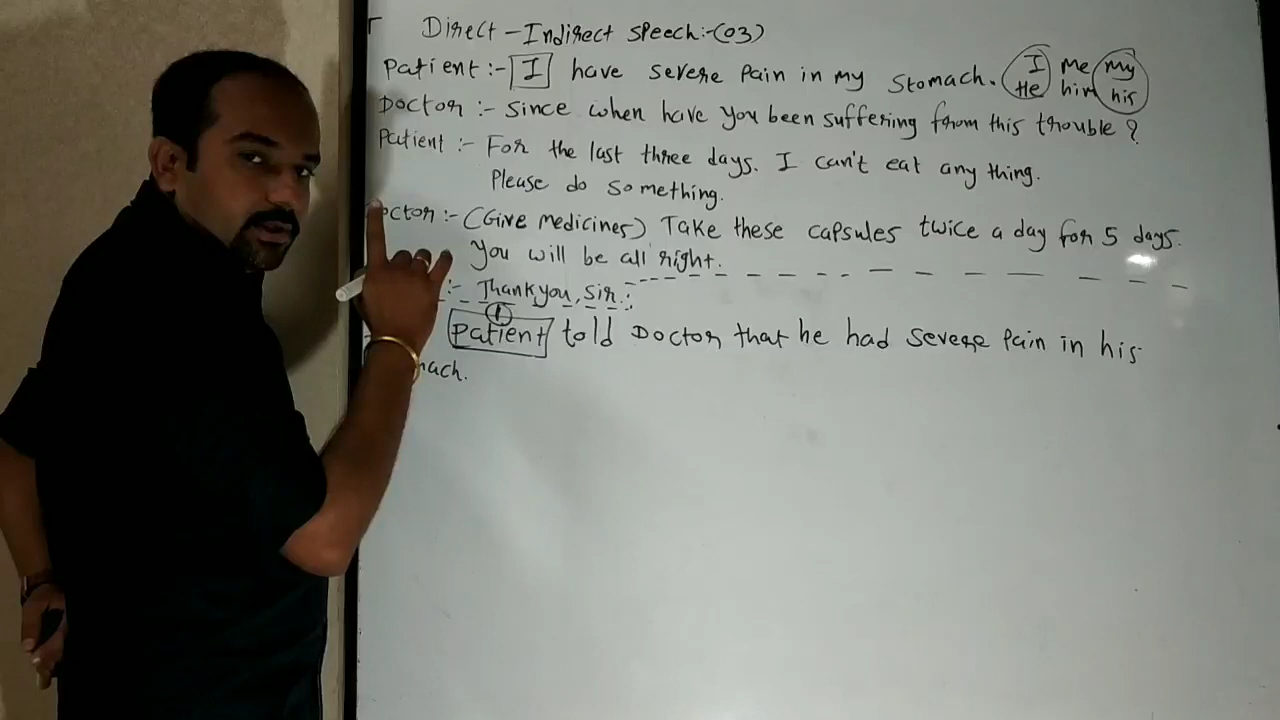 Direct - Indirect speech:-(03)
Patient :- I have severe Pain in my Stomach. I Me my
He him his
Doctor :- Since when have you been suffering from this trouble ?
Patient :- For the last three days. I can't eat any thing.
Please do something.
octor :- (Give medicines) Take these capsules twice a day for 5 days.
You will be all right.
:- Thank you, Sir.
1
Patient told Doctor that he had severe Pain in his
mach.